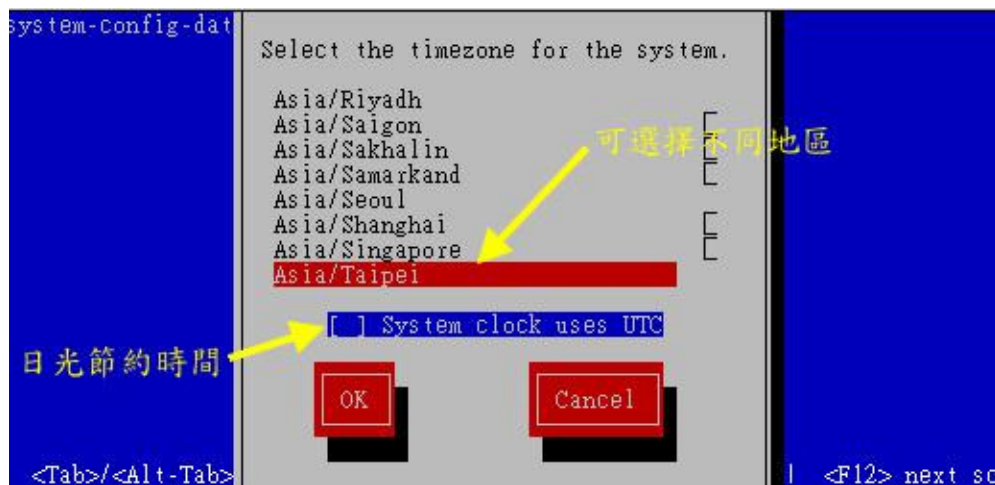 system-config-dat
Select the timezone for the system.
Asia/Riyadh
Asia/Saigon
可選擇不同地區
Asia/Sakhalin
Asia/Samarkand
Asia/Seoul
Asia/Shanghai
Asia/Singapore
Asia/Taipei
[ ] System clock uses UTC
日光節約時間
OK
Cancel
<Tab>/<Alt-Tab>
| <F12> next sc